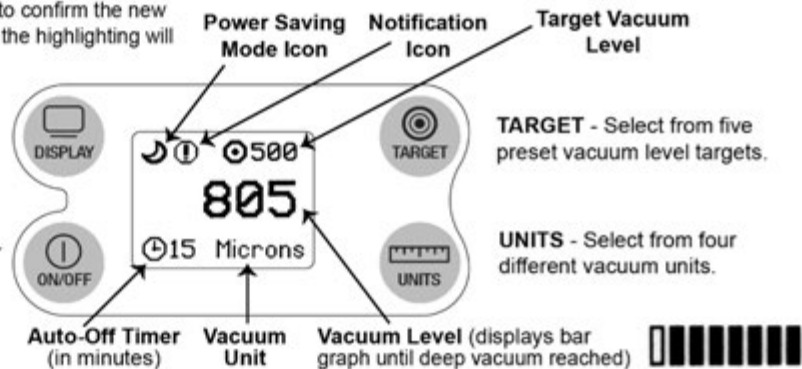 to confirm the new
the highlighting will
Power Saving
Mode Icon
Notification
Icon
Target Vacuum
Level
DISPLAY
500
TARGET
TARGET - Select from five
preset vacuum level targets.
805
ON/OFF
15 Microns
UNITS
UNITS - Select from four
different vacuum units.
Auto-Off Timer
(in minutes)
Vacuum
Unit
Vacuum Level (displays bar
graph until deep vacuum reached)